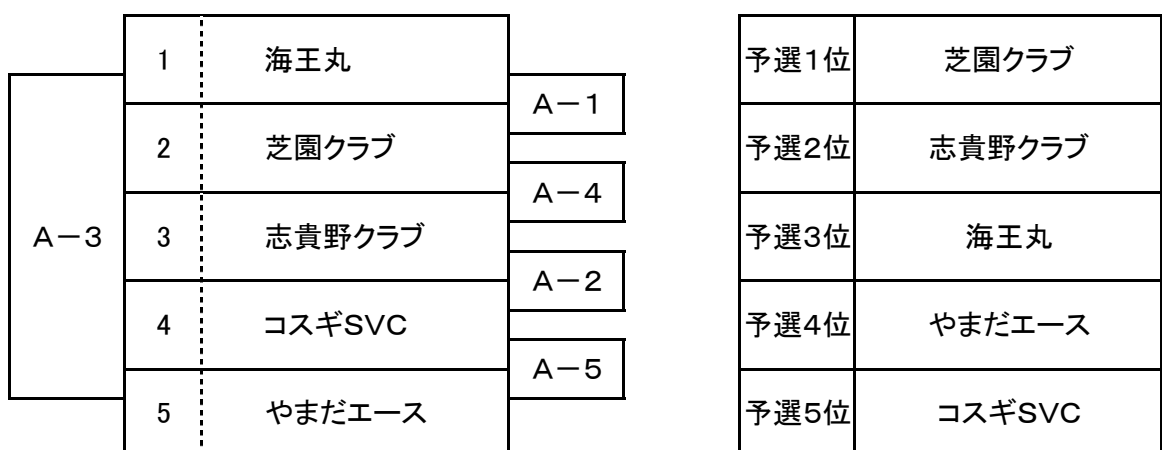 1 海王丸
A－1
2 芝園クラブ
A－4
A－3 3 志貴野クラブ
A－2
4 コスギSVC
A－5
5 やまだエース
予選1位 芝園クラブ
予選2位 志貴野クラブ
予選3位 海王丸
予選4位 やまだエース
予選5位 コスギSVC